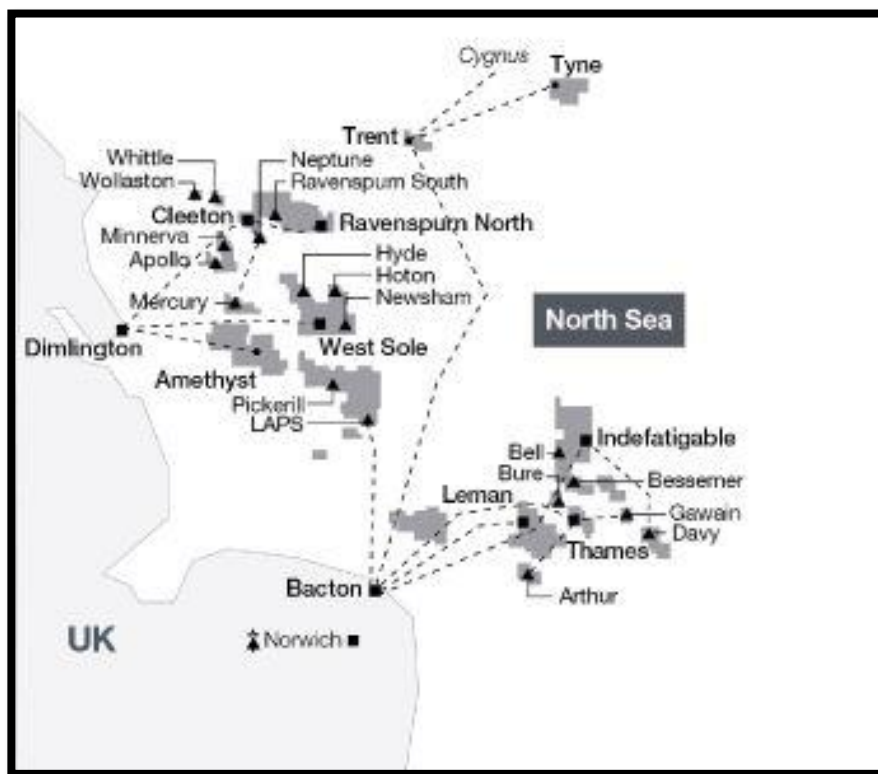 Cygnus
Tyne
Trent
Whittle
Neptune
Wollaston
Ravenspurn South
Cleeton
Ravenspurn North
Minnerva
Hyde
Apollo
Hoton
Mercury
Newsham
North Sea
Dimlington
West Sole
Amethyst
Pickerill
LAPS
Indefatigable
Bell
Bure
Bessemer
Leman
Gawain
Davy
Thames
Bacton
Arthur
UK
Norwich